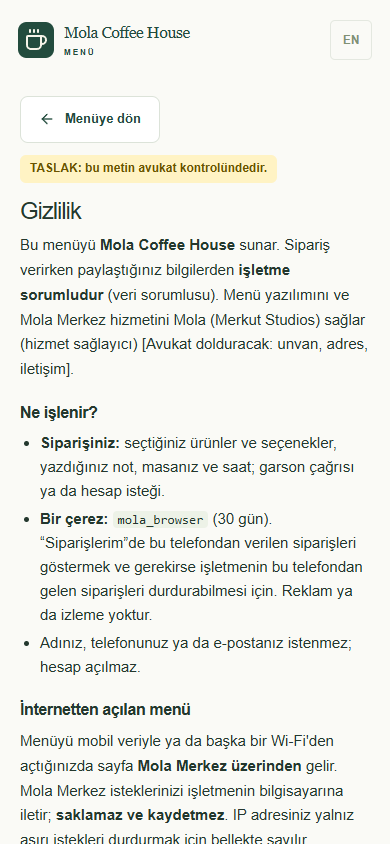 Mola Coffee House
MENÜ
EN
Menüye dön
TASLAK: bu metin avukat kontrolündedir.
Gizlilik
Bu menüyü Mola Coffee House sunar. Sipariş
verirken paylaştığınız bilgilerden işletme
sorumludur (veri sorumlusu). Menü yazılımını ve
Mola Merkez hizmetini Mola (Merkut Studios) sağlar
(hizmet sağlayıcı) [Avukat dolduracak: unvan, adres,
iletişim].
Ne işlenir?
• Siparişiniz: seçtiğiniz ürünler ve seçenekler,
yazdığınız not, masanız ve saat; garson çağrısı
ya da hesap isteği.
• Bir çerez: mola_browser (30 gün).
“Siparişlerim”de bu telefondan verilen siparişleri
göstermek ve gerekirse işletmenin bu telefondan
gelen siparişleri durdurabilmesi için. Reklam ya
da izleme yoktur.
• Adınız, telefonunuz ya da e-postanız istenmez;
hesap açılmaz.
İnternetten açılan menü
Menüyü mobil veriyle ya da başka bir Wi-Fi'den
açtığınızda sayfa Mola Merkez üzerinden gelir.
Mola Merkez isteklerinizi işletmenin bilgisayarına
iletir; saklamaz ve kaydetmez. IP adresiniz yalnız
aşırı istekleri durdurmak için bellekte sayılır